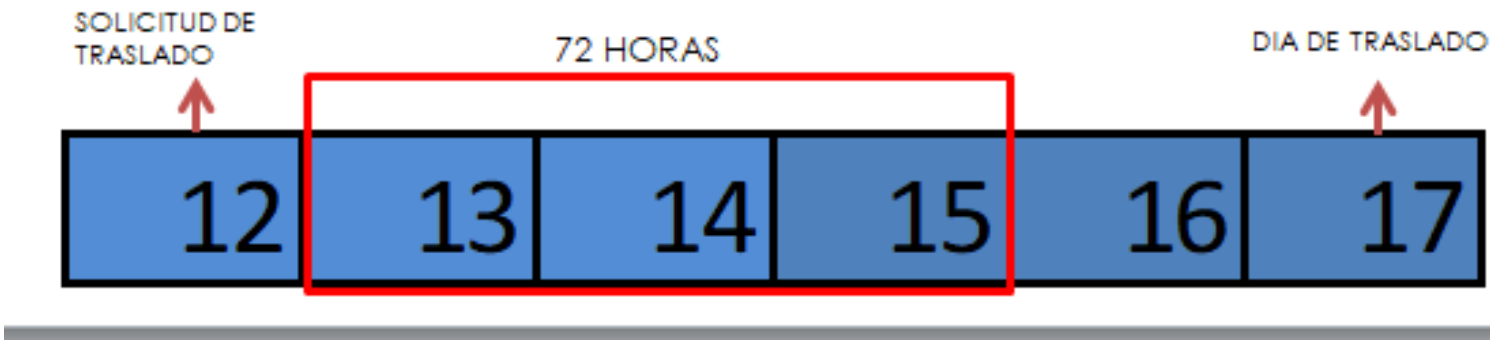 SOLICITUD DE
TRASLADO
72 HORAS
DIA DE TRASLADO
12 13 14 15 16 17